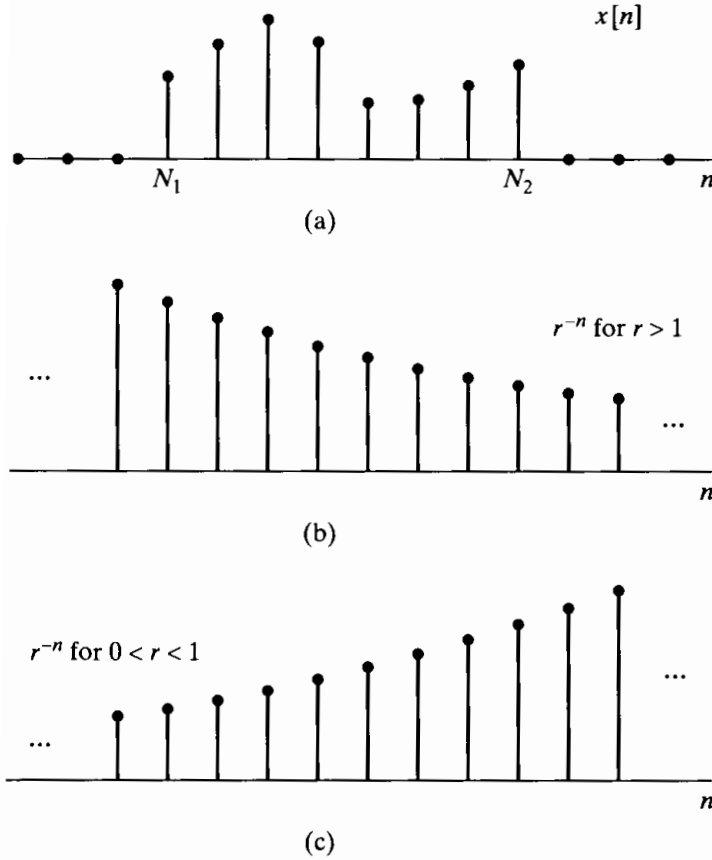 x[n]
N₁ N₂ n
(a)
r⁻ⁿ for r > 1
... ...
n
(b)
r⁻ⁿ for 0 < r < 1
... ...
n
(c)